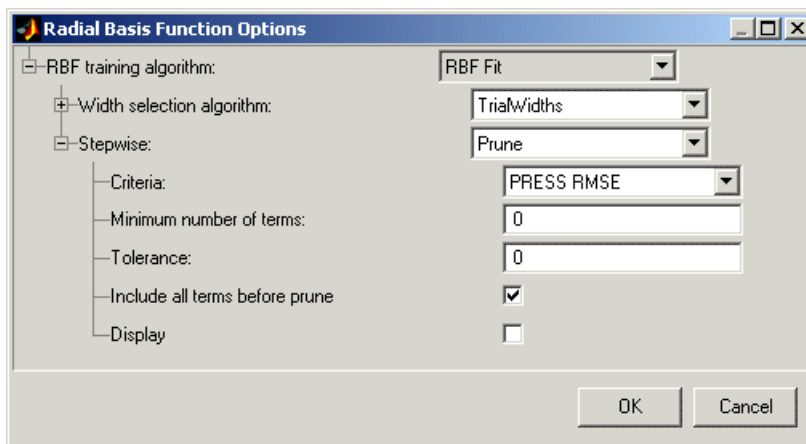 Radial Basis Function Options
RBF training algorithm: RBF Fit
Width selection algorithm: TrialWidths
Stepwise: Prune
Criteria: PRESS RMSE
Minimum number of terms: 0
Tolerance: 0
Include all terms before prune
Display
OK Cancel